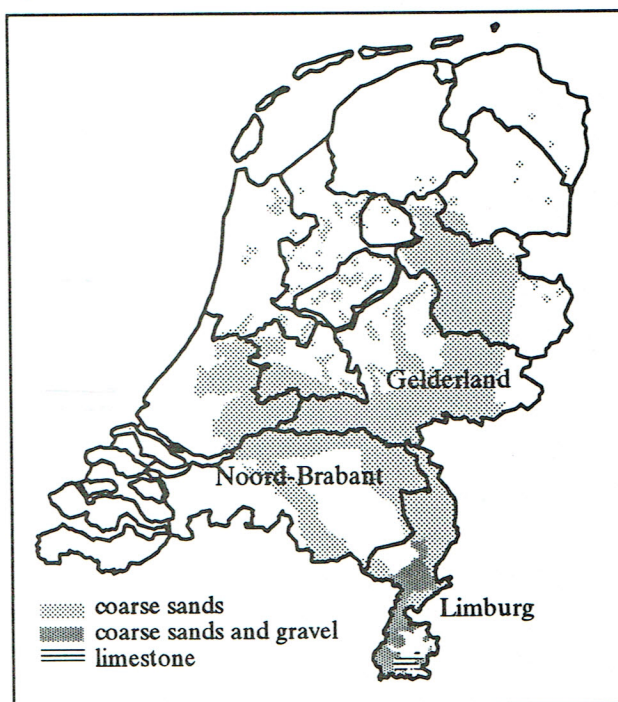 Gelderland
Noord-Brabant
Limburg
coarse sands
coarse sands and gravel
limestone